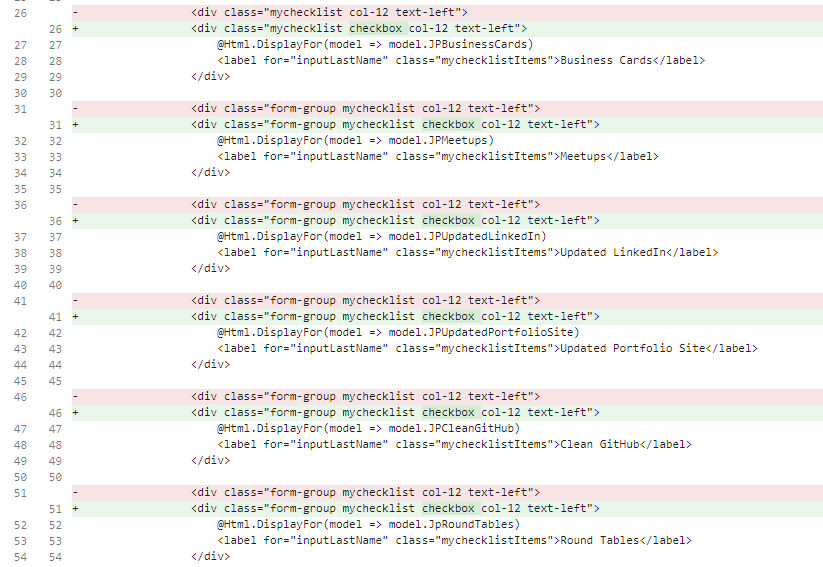 26 - <div class="mychecklist col-12 text-left">
26 + <div class="mychecklist checkbox col-12 text-left">
27 27 @Html.DisplayFor(model => model.JPBusinessCards)
28 28 <label for="inputLastName" class="mychecklistItems">Business Cards</label>
29 29 </div>
30 30
31 - <div class="form-group mychecklist col-12 text-left">
31 + <div class="form-group mychecklist checkbox col-12 text-left">
32 32 @Html.DisplayFor(model => model.JPMeetups)
33 33 <label for="inputLastName" class="mychecklistItems">Meetups</label>
34 34 </div>
35 35
36 - <div class="form-group mychecklist col-12 text-left">
36 + <div class="form-group mychecklist checkbox col-12 text-left">
37 37 @Html.DisplayFor(model => model.JPUpdatedLinkedIn)
38 38 <label for="inputLastName" class="mychecklistItems">Updated LinkedIn</label>
39 39 </div>
40 40
41 - <div class="form-group mychecklist col-12 text-left">
41 + <div class="form-group mychecklist checkbox col-12 text-left">
42 42 @Html.DisplayFor(model => model.JPUpdatedPortfolioSite)
43 43 <label for="inputLastName" class="mychecklistItems">Updated Portfolio Site</label>
44 44 </div>
45 45
46 - <div class="form-group mychecklist col-12 text-left">
46 + <div class="form-group mychecklist checkbox col-12 text-left">
47 47 @Html.DisplayFor(model => model.JPCleanGitHub)
48 48 <label for="inputLastName" class="mychecklistItems">Clean GitHub</label>
49 49 </div>
50 50
51 - <div class="form-group mychecklist col-12 text-left">
51 + <div class="form-group mychecklist checkbox col-12 text-left">
52 52 @Html.DisplayFor(model => model.JpRoundTables)
53 53 <label for="inputLastName" class="mychecklistItems">Round Tables</label>
54 54 </div>